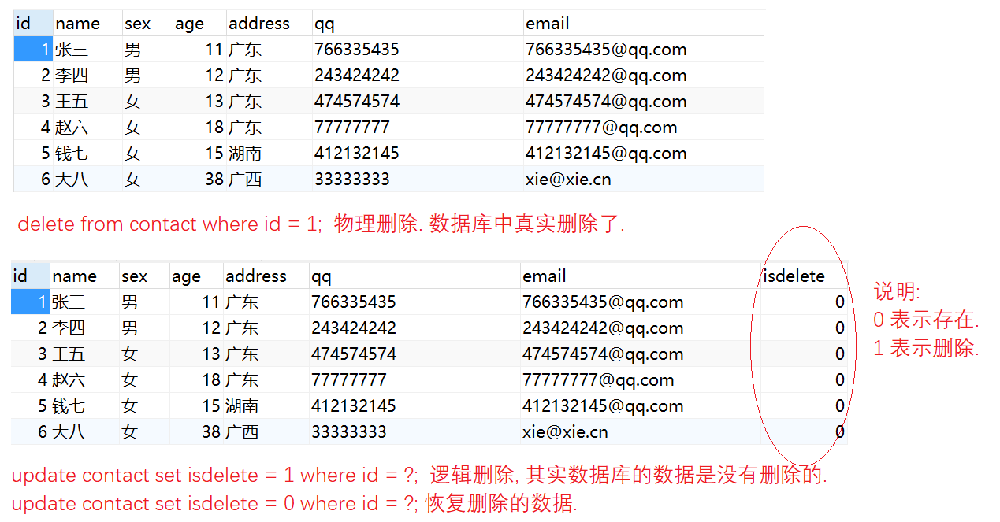 id name sex age address qq email
1 张三 男 11 广东 766335435 766335435@qq.com
2 李四 男 12 广东 243424242 243424242@qq.com
3 王五 女 13 广东 474574574 474574574@qq.com
4 赵六 女 18 广东 77777777 77777777@qq.com
5 钱七 女 15 湖南 412132145 412132145@qq.com
6 大八 女 38 广西 33333333 xie@xie.cn
delete from contact where id = 1; 物理删除. 数据库中真实删除了.
id name sex age address qq email isdelete
1 张三 男 11 广东 766335435 766335435@qq.com 0
2 李四 男 12 广东 243424242 243424242@qq.com 0
3 王五 女 13 广东 474574574 474574574@qq.com 0
4 赵六 女 18 广东 77777777 77777777@qq.com 0
5 钱七 女 15 湖南 412132145 412132145@qq.com 0
6 大八 女 38 广西 33333333 xie@xie.cn 0
说明:
0 表示存在.
1 表示删除.
update contact set isdelete = 1 where id = ?; 逻辑删除, 其实数据库的数据是没有删除的.
update contact set isdelete = 0 where id = ?; 恢复删除的数据.